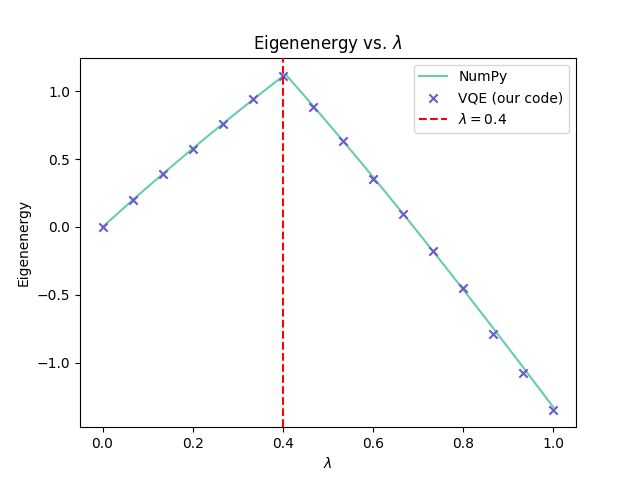 Eigenenergy vs. λ
NumPy
VQE (our code)
λ = 0.4
Eigenenergy
1.0
0.5
0.0
−0.5
−1.0
0.0 0.2 0.4 0.6 0.8 1.0
λ